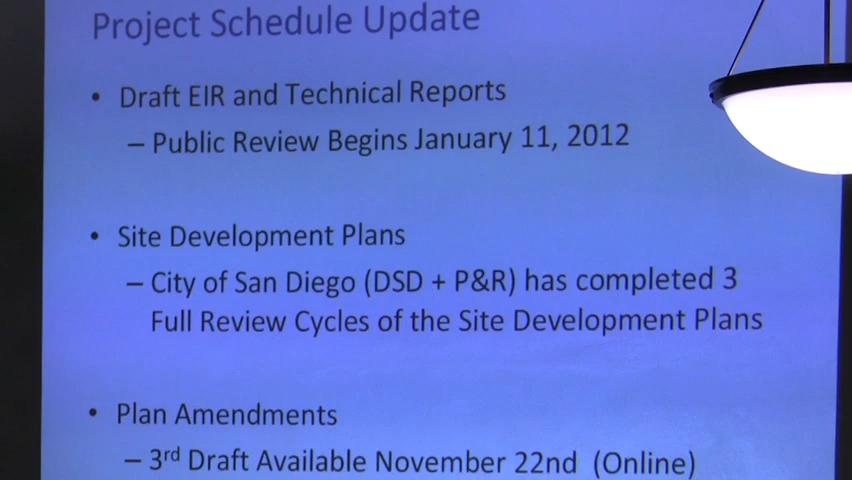 Project Schedule Update
• Draft EIR and Technical Reports
– Public Review Begins January 11, 2012
• Site Development Plans
– City of San Diego (DSD + P&R) has completed 3
Full Review Cycles of the Site Development Plans
• Plan Amendments
– 3rd Draft Available November 22nd (Online)